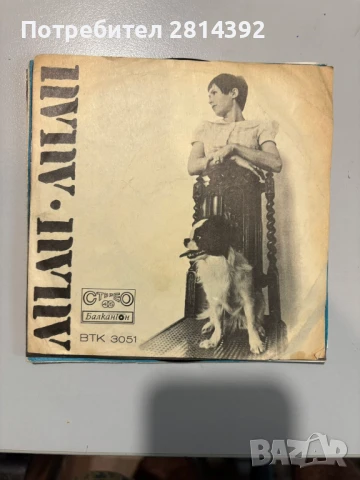 Потребител 2814392
ЛИЛИ • ЛИЛИ
СТЕРЕО
Балкантон
ВТК 3051
bazar